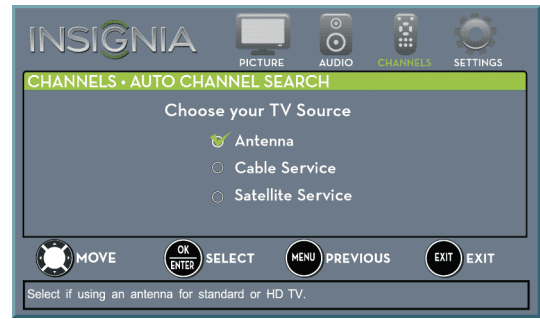 INSIGNIA
PICTURE AUDIO CHANNELS SETTINGS
CHANNELS • AUTO CHANNEL SEARCH
Choose your TV Source
Antenna
Cable Service
Satellite Service
MOVE OK ENTER SELECT MENU PREVIOUS EXIT EXIT
Select if using an antenna for standard or HD TV.